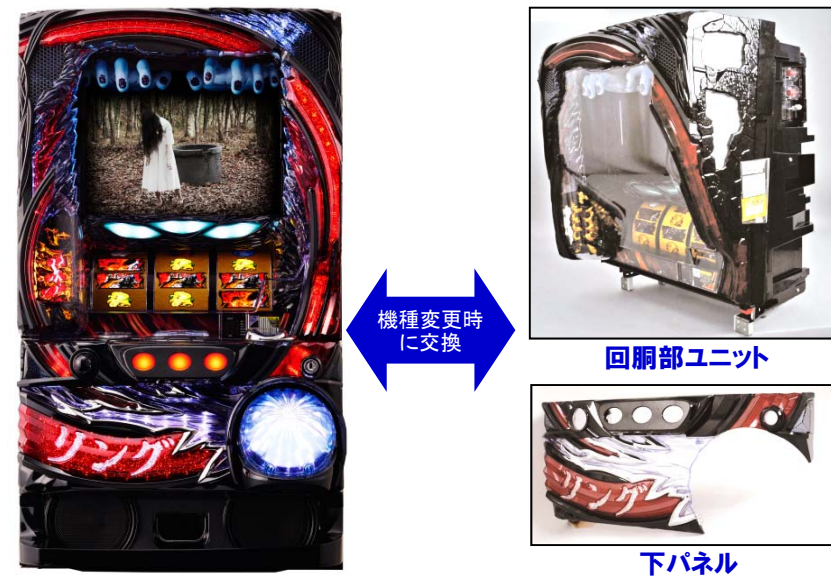 リング
機種変更時
に交換
回胴部ユニット
リング
下パネル